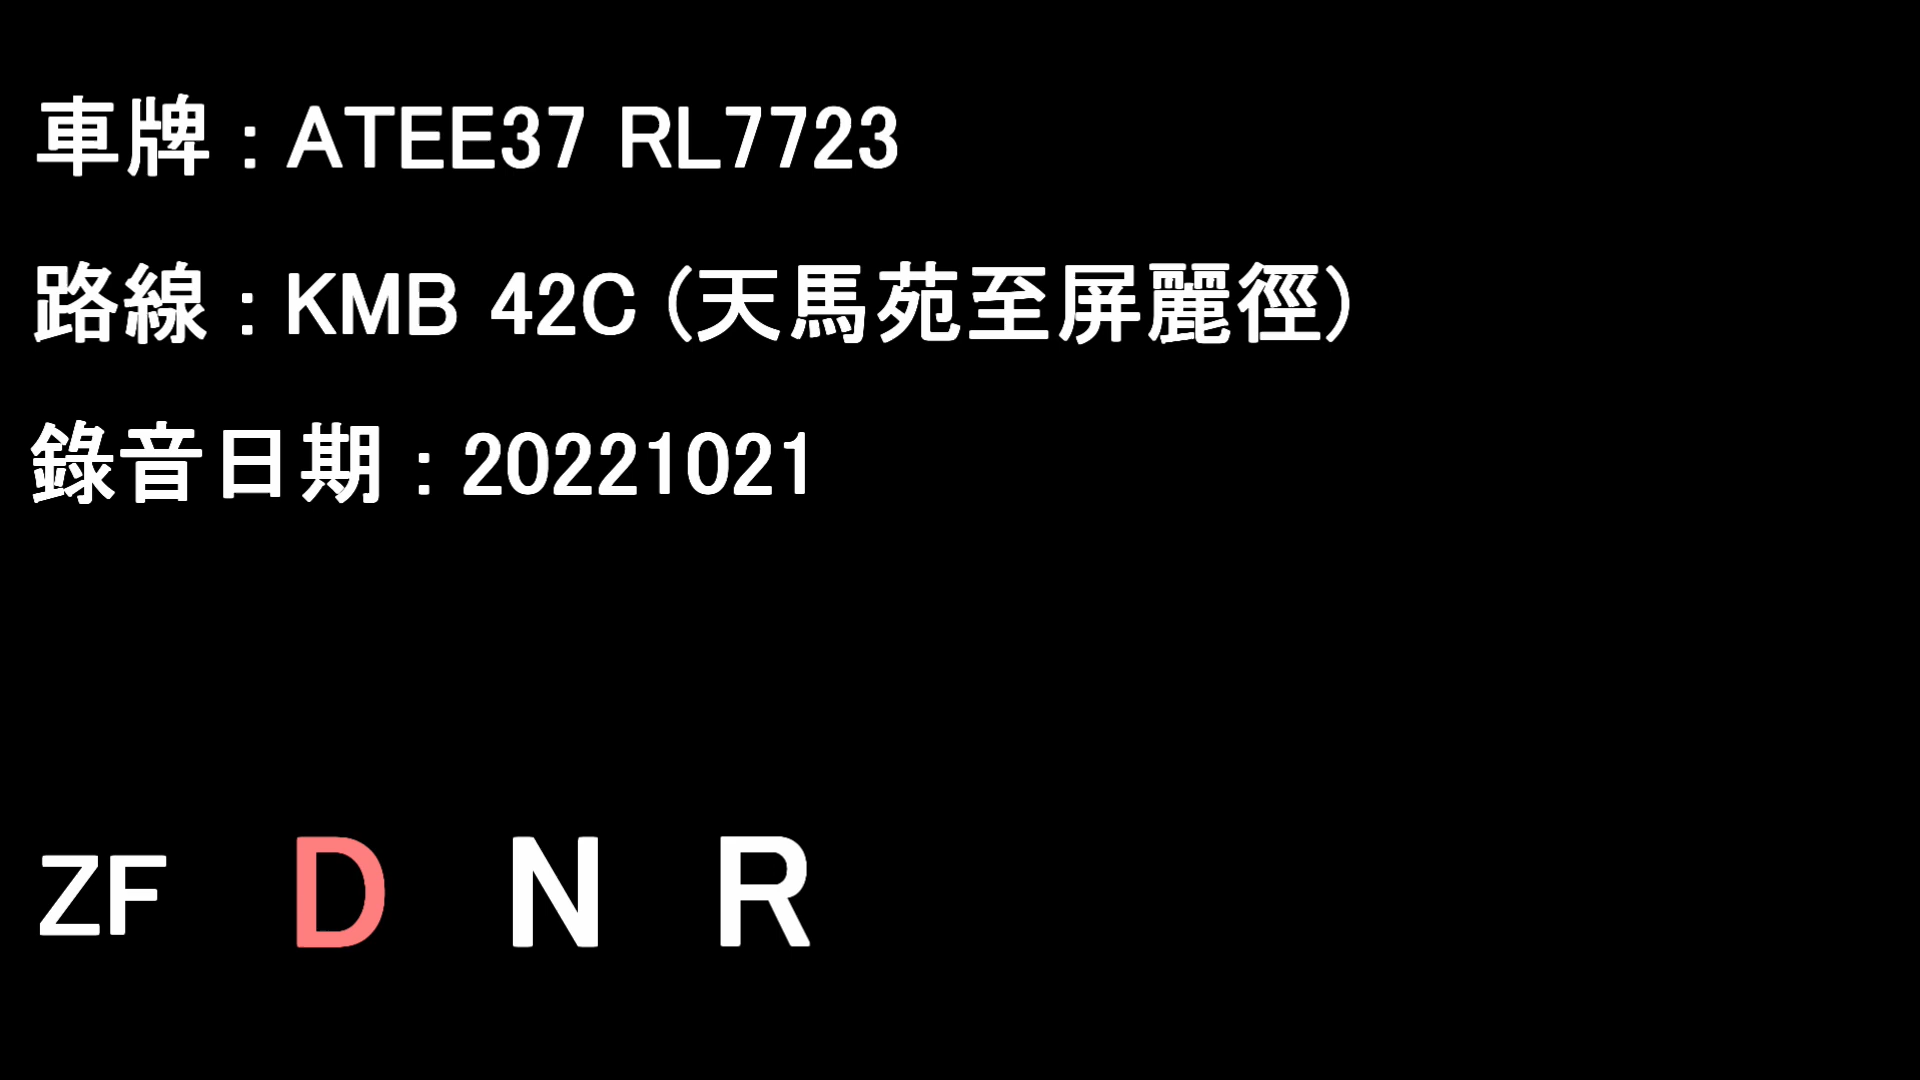 車牌 : ATEE37 RL7723
路線 : KMB 42C (天馬苑至屏麗徑)
錄音日期 : 20221021
ZF D N R